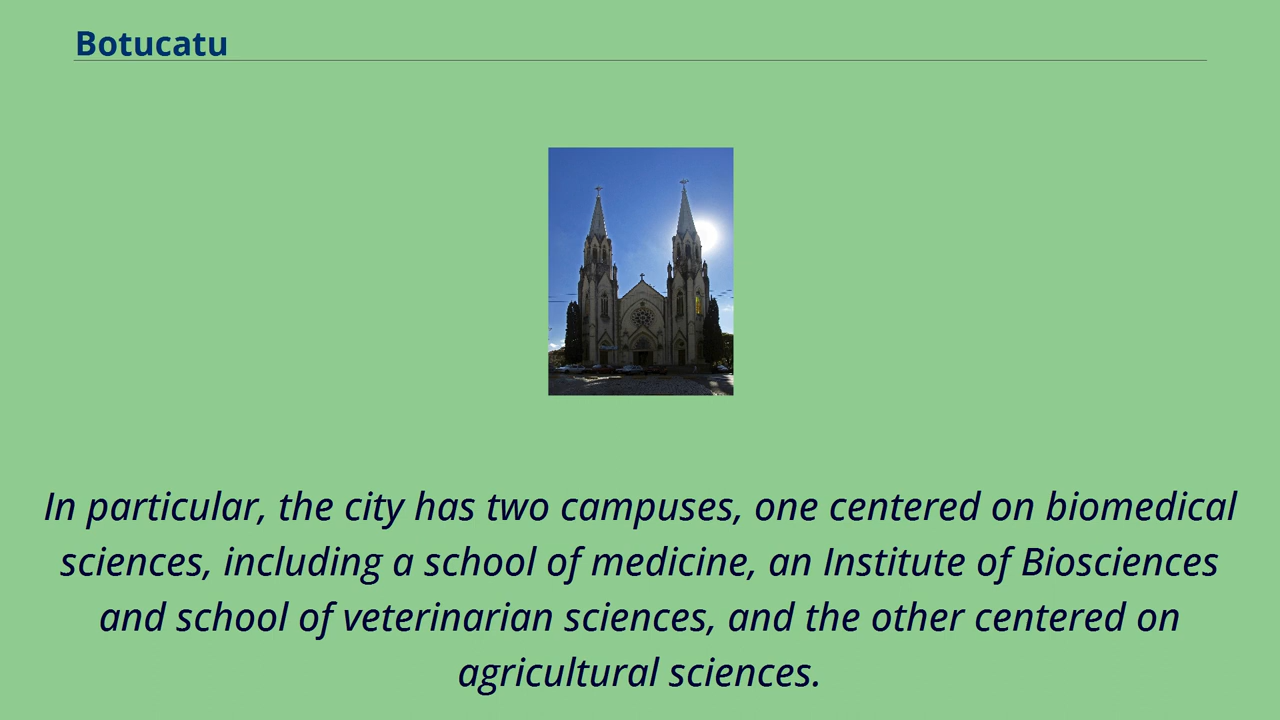 Botucatu
In particular, the city has two campuses, one centered on biomedical
sciences, including a school of medicine, an Institute of Biosciences
and school of veterinarian sciences, and the other centered on
agricultural sciences.